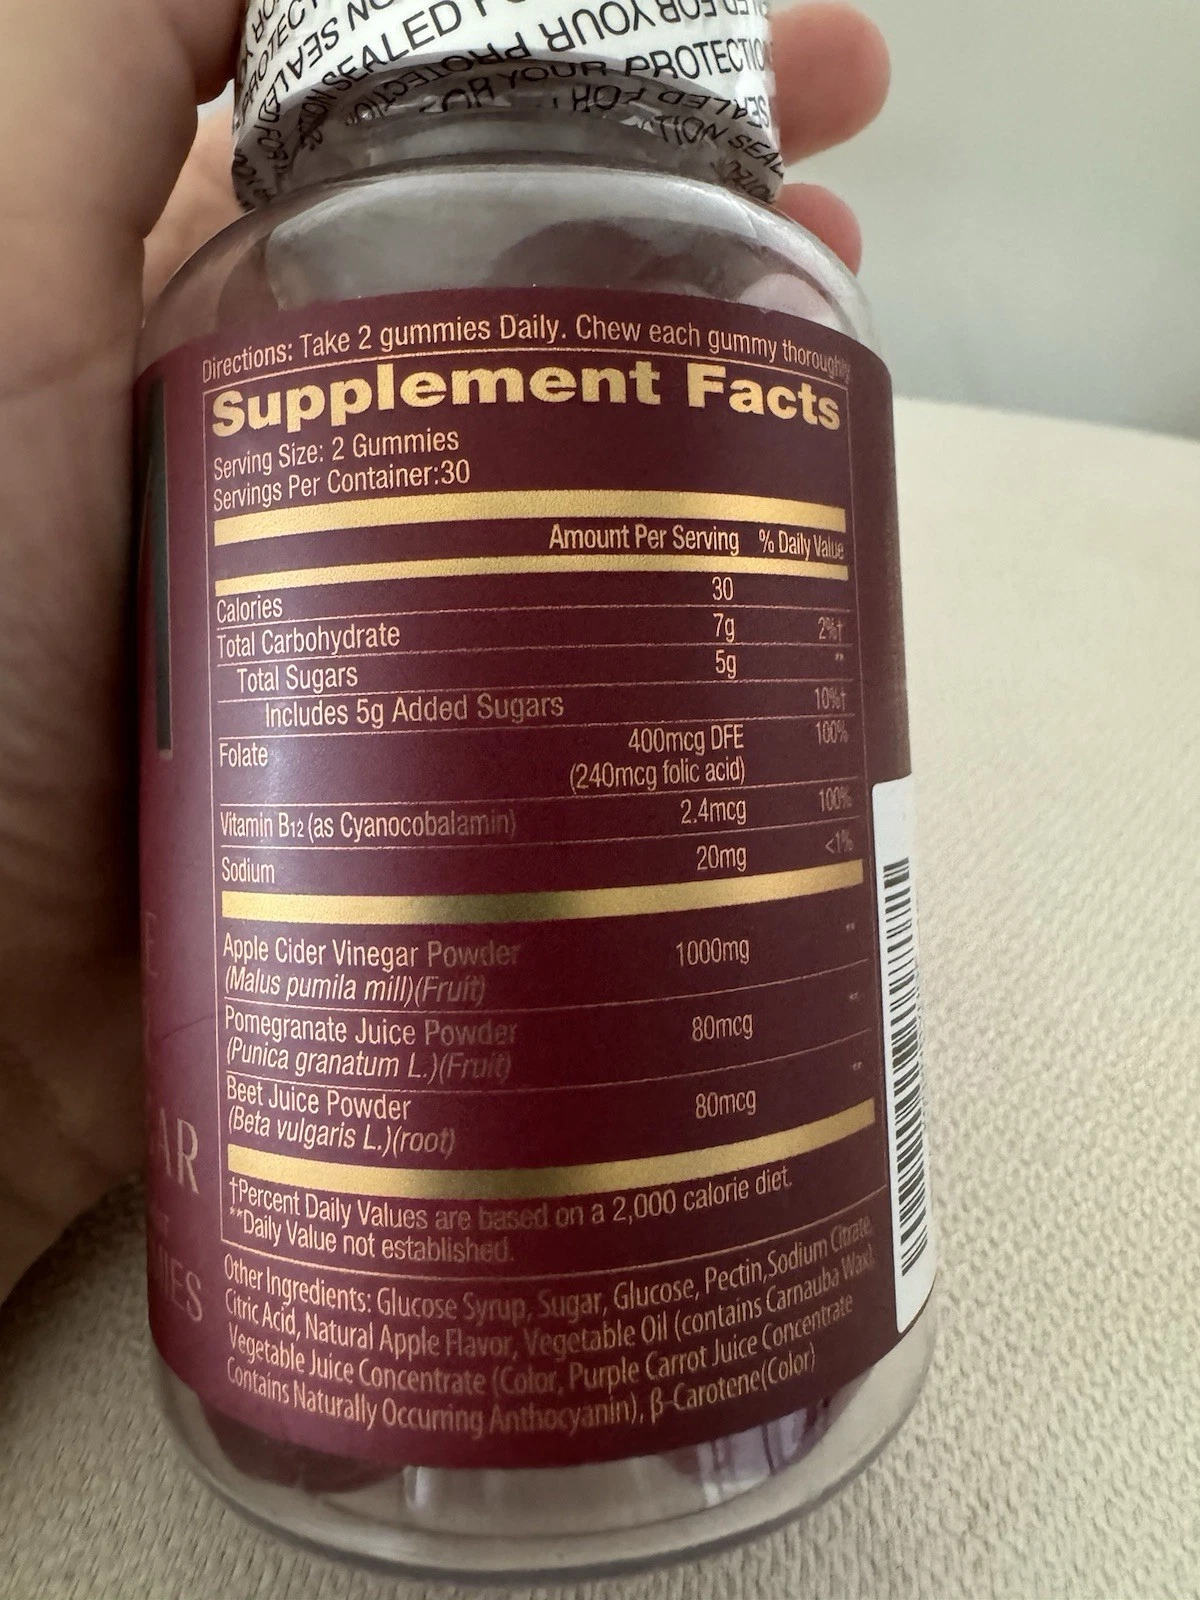 SEALED FOR YOUR PROTECTION
Directions: Take 2 gummies Daily. Chew each gummy thoroughly
Supplement Facts
Serving Size: 2 Gummies
Servings Per Container:30
Amount Per Serving % Daily Value
Calories 30
Total Carbohydrate 7g 2%†
Total Sugars 5g **
Includes 5g Added Sugars 10%†
Folate 400mcg DFE 100%
(240mcg folic acid)
Vitamin B12 (as Cyanocobalamin) 2.4mcg 100%
Sodium 20mg <1%
Apple Cider Vinegar Powder 1000mg **
(Malus pumila mill)(Fruit)
Pomegranate Juice Powder 80mcg **
(Punica granatum L.)(Fruit)
Beet Juice Powder 80mcg **
(Beta vulgaris L.)(root)
†Percent Daily Values are based on a 2,000 calorie diet.
**Daily Value not established.
Other Ingredients: Glucose Syrup, Sugar, Glucose, Pectin,Sodium Citrate,
Citric Acid, Natural Apple Flavor, Vegetable Oil (contains Carnauba Wax),
Vegetable Juice Concentrate (Color, Purple Carrot Juice Concentrate
Contains Naturally Occurring Anthocyanin), β-Carotene(Color)